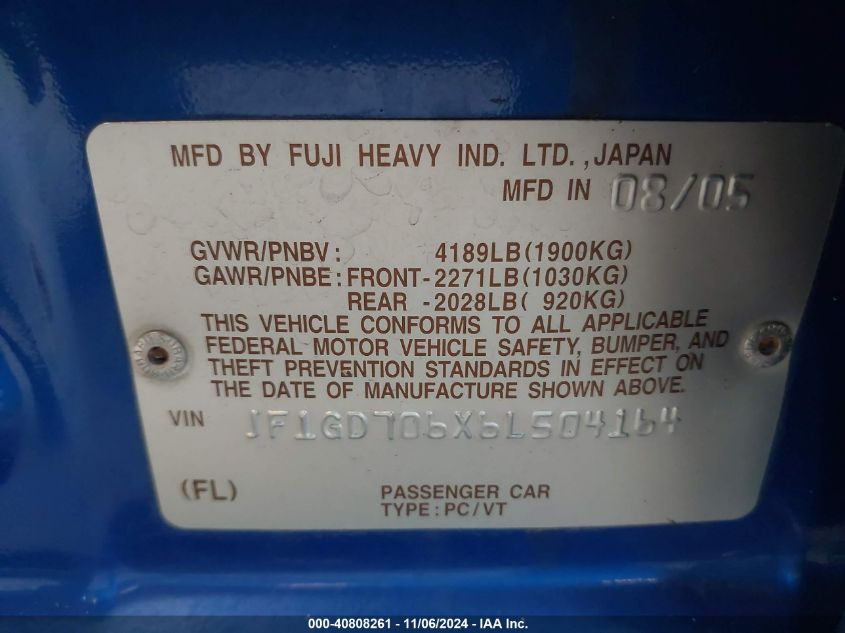 MFD BY FUJI HEAVY IND. LTD.,JAPAN
MFD IN 08/05
GVWR/PNBV: 4189LB(1900KG)
GAWR/PNBE:FRONT-2271LB(1030KG)
REAR -2028LB( 920KG)
THIS VEHICLE CONFORMS TO ALL APPLICABLE
FEDERAL MOTOR VEHICLE SAFETY, BUMPER, AND
THEFT PREVENTION STANDARDS IN EFFECT ON
THE DATE OF MANUFACTURE SHOWN ABOVE.
VIN JF1GD706X6L504164
(FL) PASSENGER CAR
TYPE:PC/VT
000-40808261 - 11/06/2024 - IAA Inc.